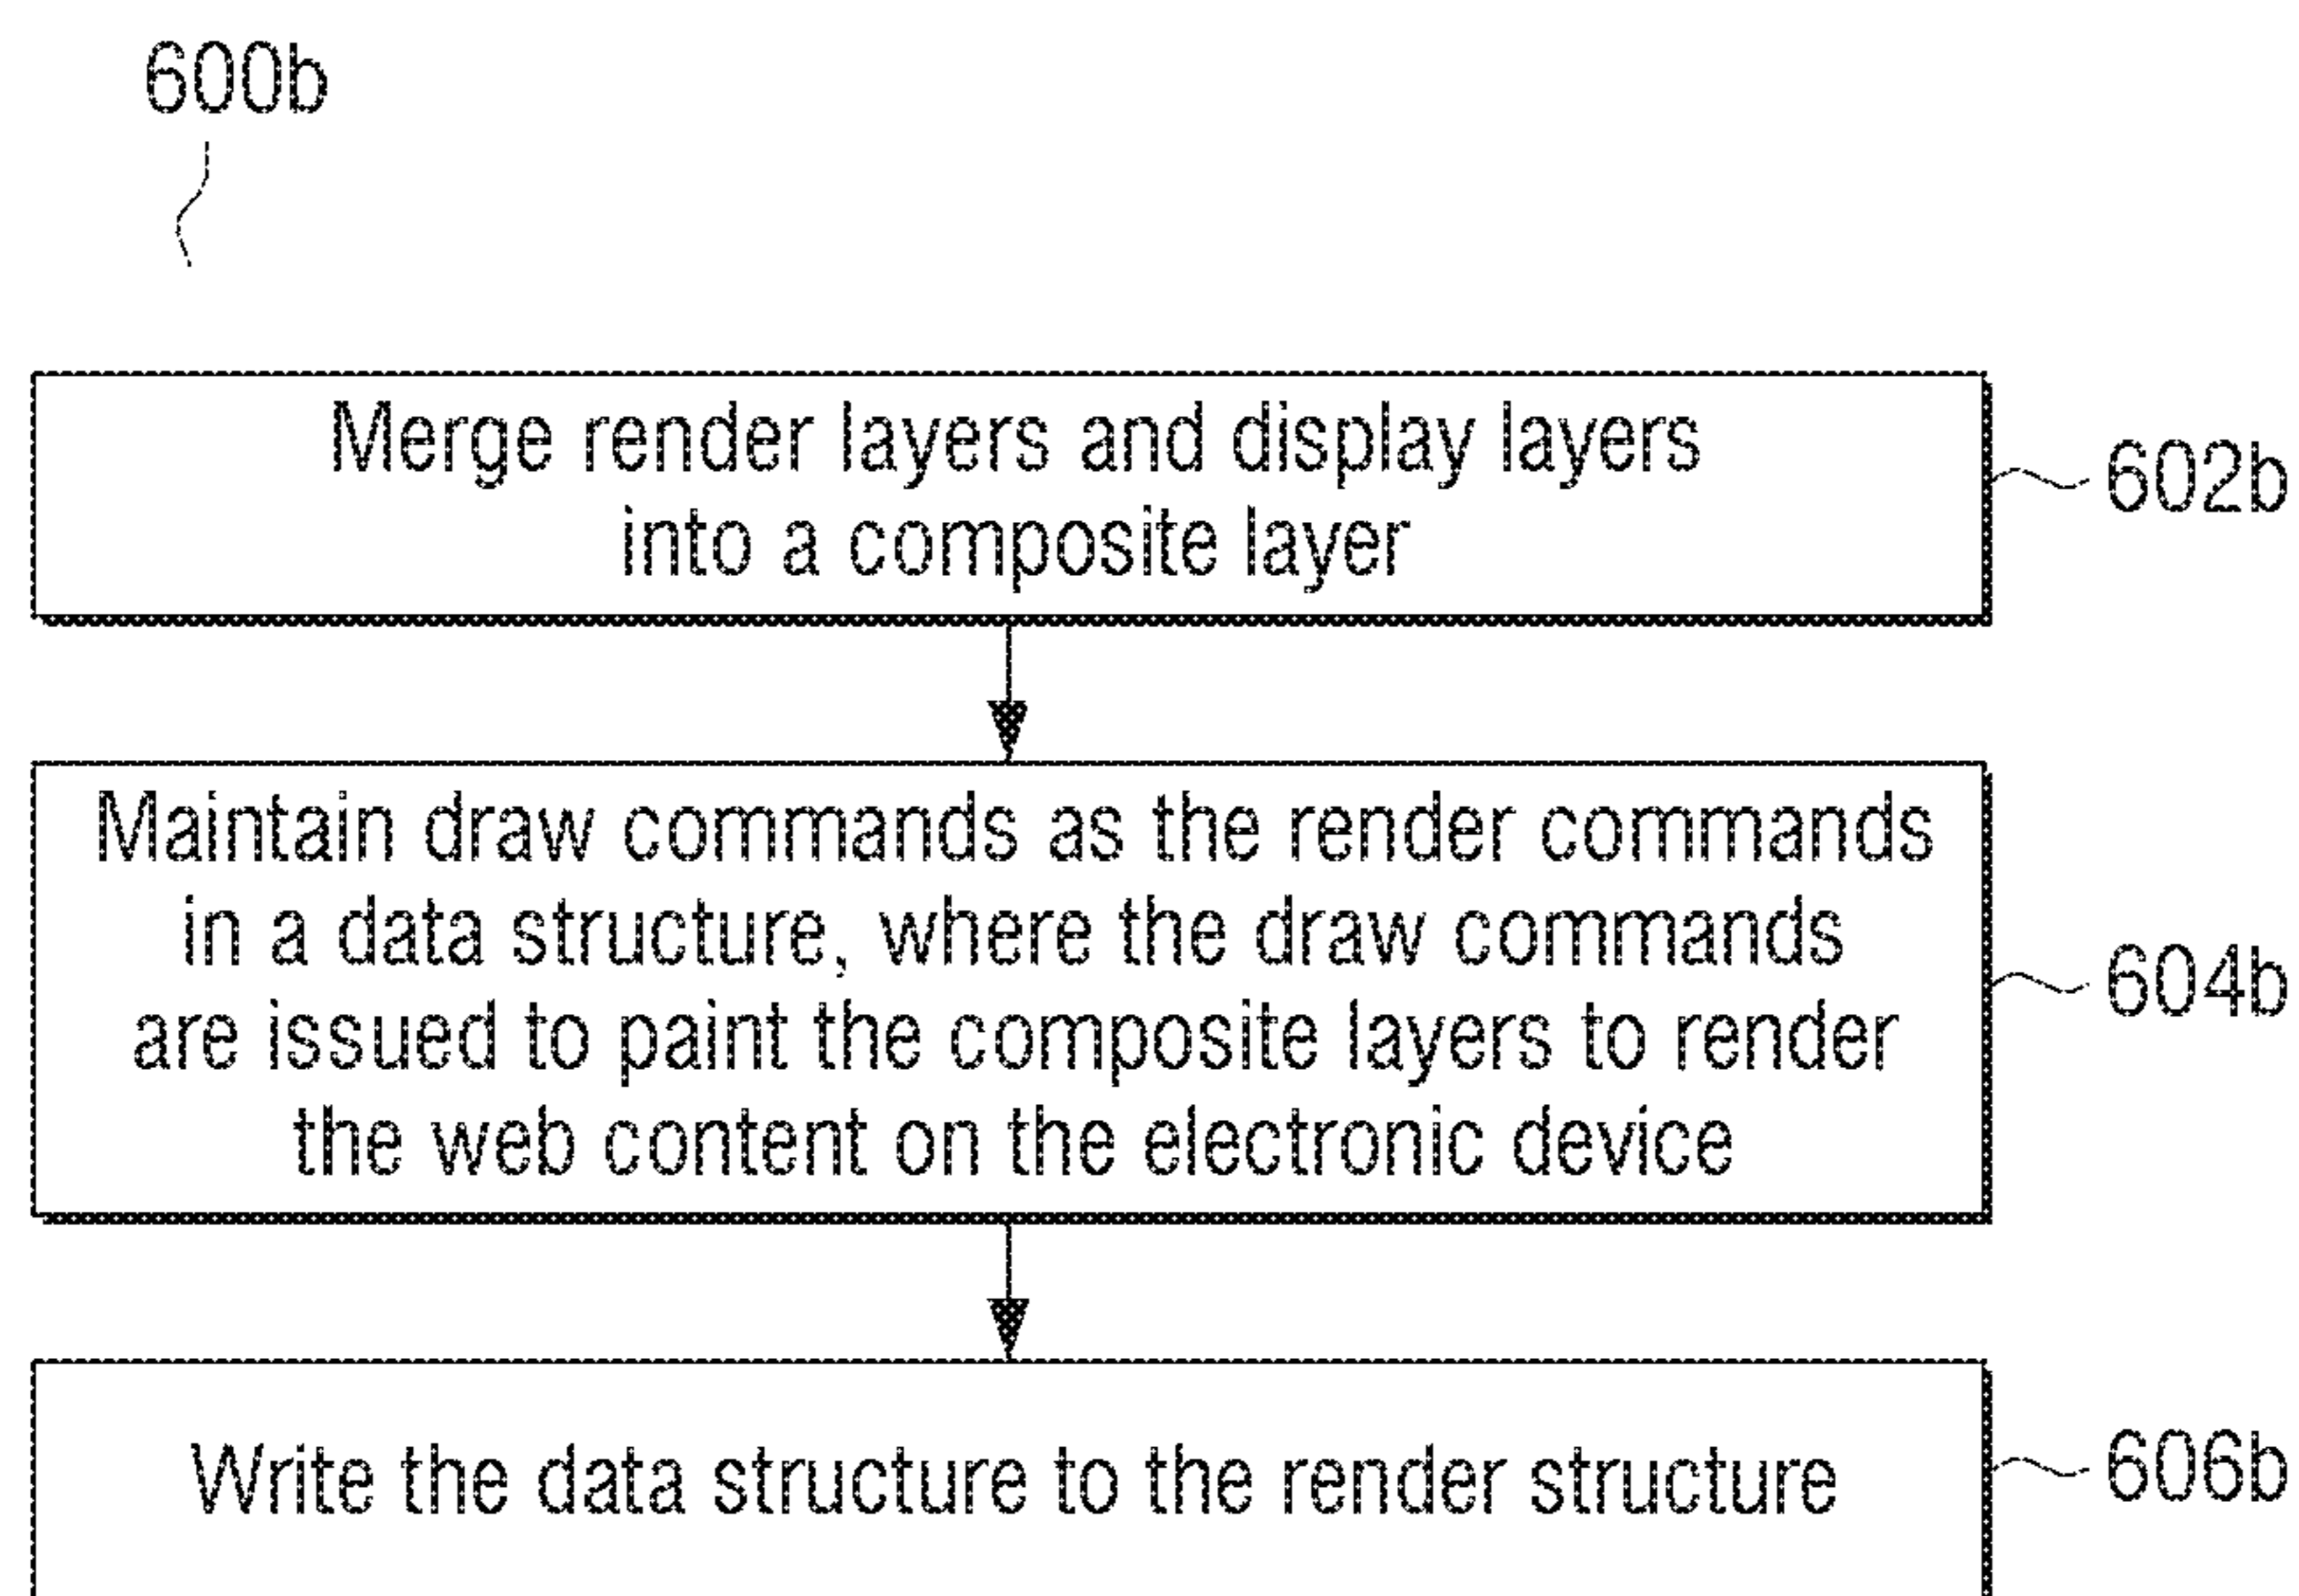 600b
Merge render layers and display layers
into a composite layer
602b
Maintain draw commands as the render commands
in a data structure, where the draw commands
are issued to paint the composite layers to render
the web content on the electronic device
604b
Write the data structure to the render structure
606b